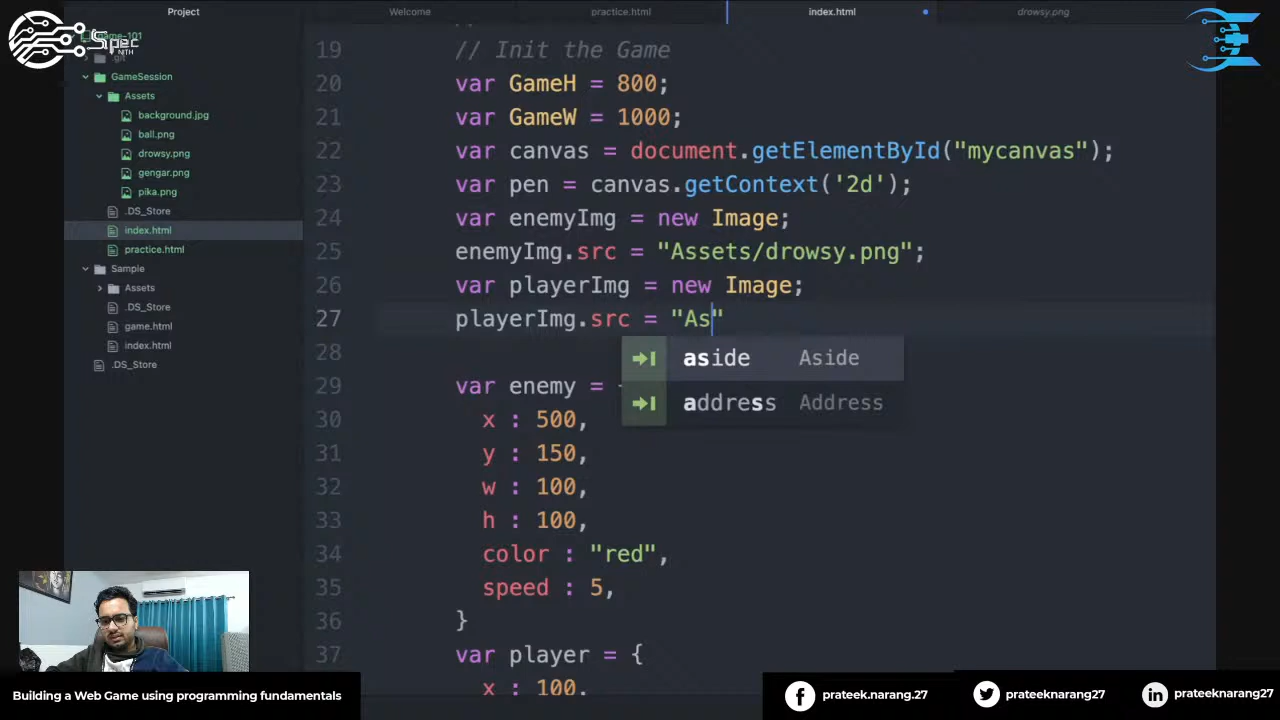 Project
Welcome
practice.html
index.html
drowsy.png
Spec
NITH
game-101
.git
GameSession
Assets
background.jpg
ball.png
drowsy.png
gengar.png
pika.png
.DS_Store
index.html
practice.html
Sample
Assets
.DS_Store
game.html
index.html
.DS_Store
19 // Init the Game
20 var GameH = 800;
21 var GameW = 1000;
22 var canvas = document.getElementById("mycanvas");
23 var pen = canvas.getContext('2d');
24 var enemyImg = new Image;
25 enemyImg.src = "Assets/drowsy.png";
26 var playerImg = new Image;
27 playerImg.src = "As"
aside Aside
address Address
28
29 var enemy =
30 x : 500,
31 y : 150,
32 w : 100,
33 h : 100,
34 color : "red",
35 speed : 5,
36 }
37 var player = {
x : 100,
Building a Web Game using programming fundamentals
prateek.narang.27
prateeknarang27
prateeknarang27